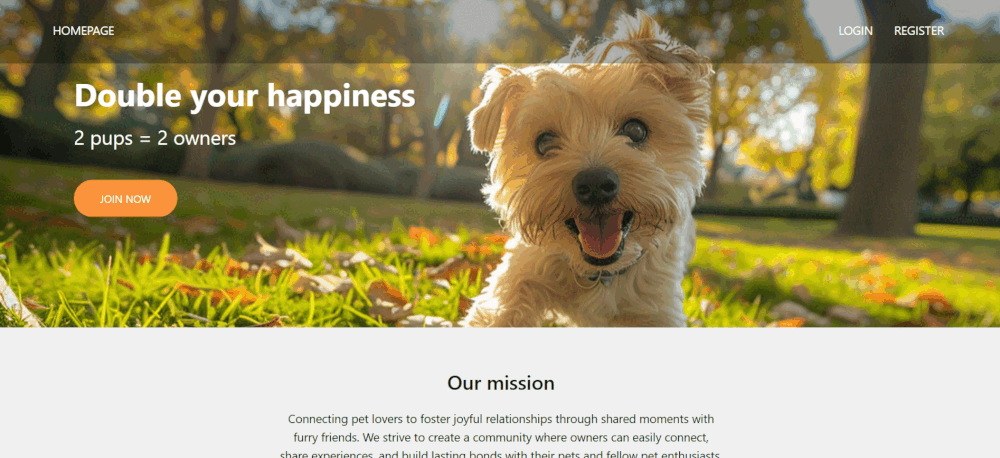 HOMEPAGE
LOGIN
REGISTER
Double your happiness
2 pups = 2 owners
JOIN NOW
Our mission
Connecting pet lovers to foster joyful relationships through shared moments with
furry friends. We strive to create a community where owners can easily connect,
share experiences, and build lasting bonds with their pets and fellow pet enthusiasts